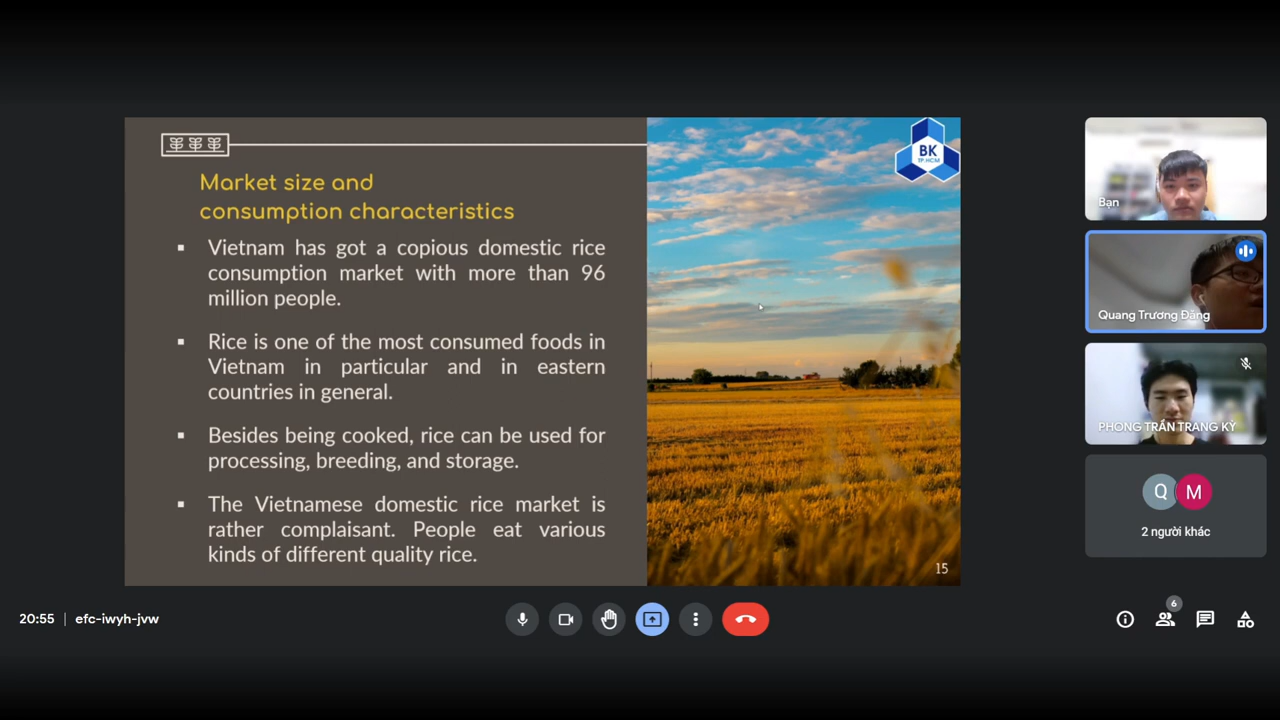 Market size and
consumption characteristics
▪ Vietnam has got a copious domestic rice
consumption market with more than 96
million people.
▪ Rice is one of the most consumed foods in
Vietnam in particular and in eastern
countries in general.
▪ Besides being cooked, rice can be used for
processing, breeding, and storage.
▪ The Vietnamese domestic rice market is
rather complaisant. People eat various
kinds of different quality rice.
BK
TP.HCM
15
Bạn
Quang Trương Đăng
PHONG TRẦN TRANG KỲ
Q M
2 người khác
20:55 | efc-iwyh-jvw
6